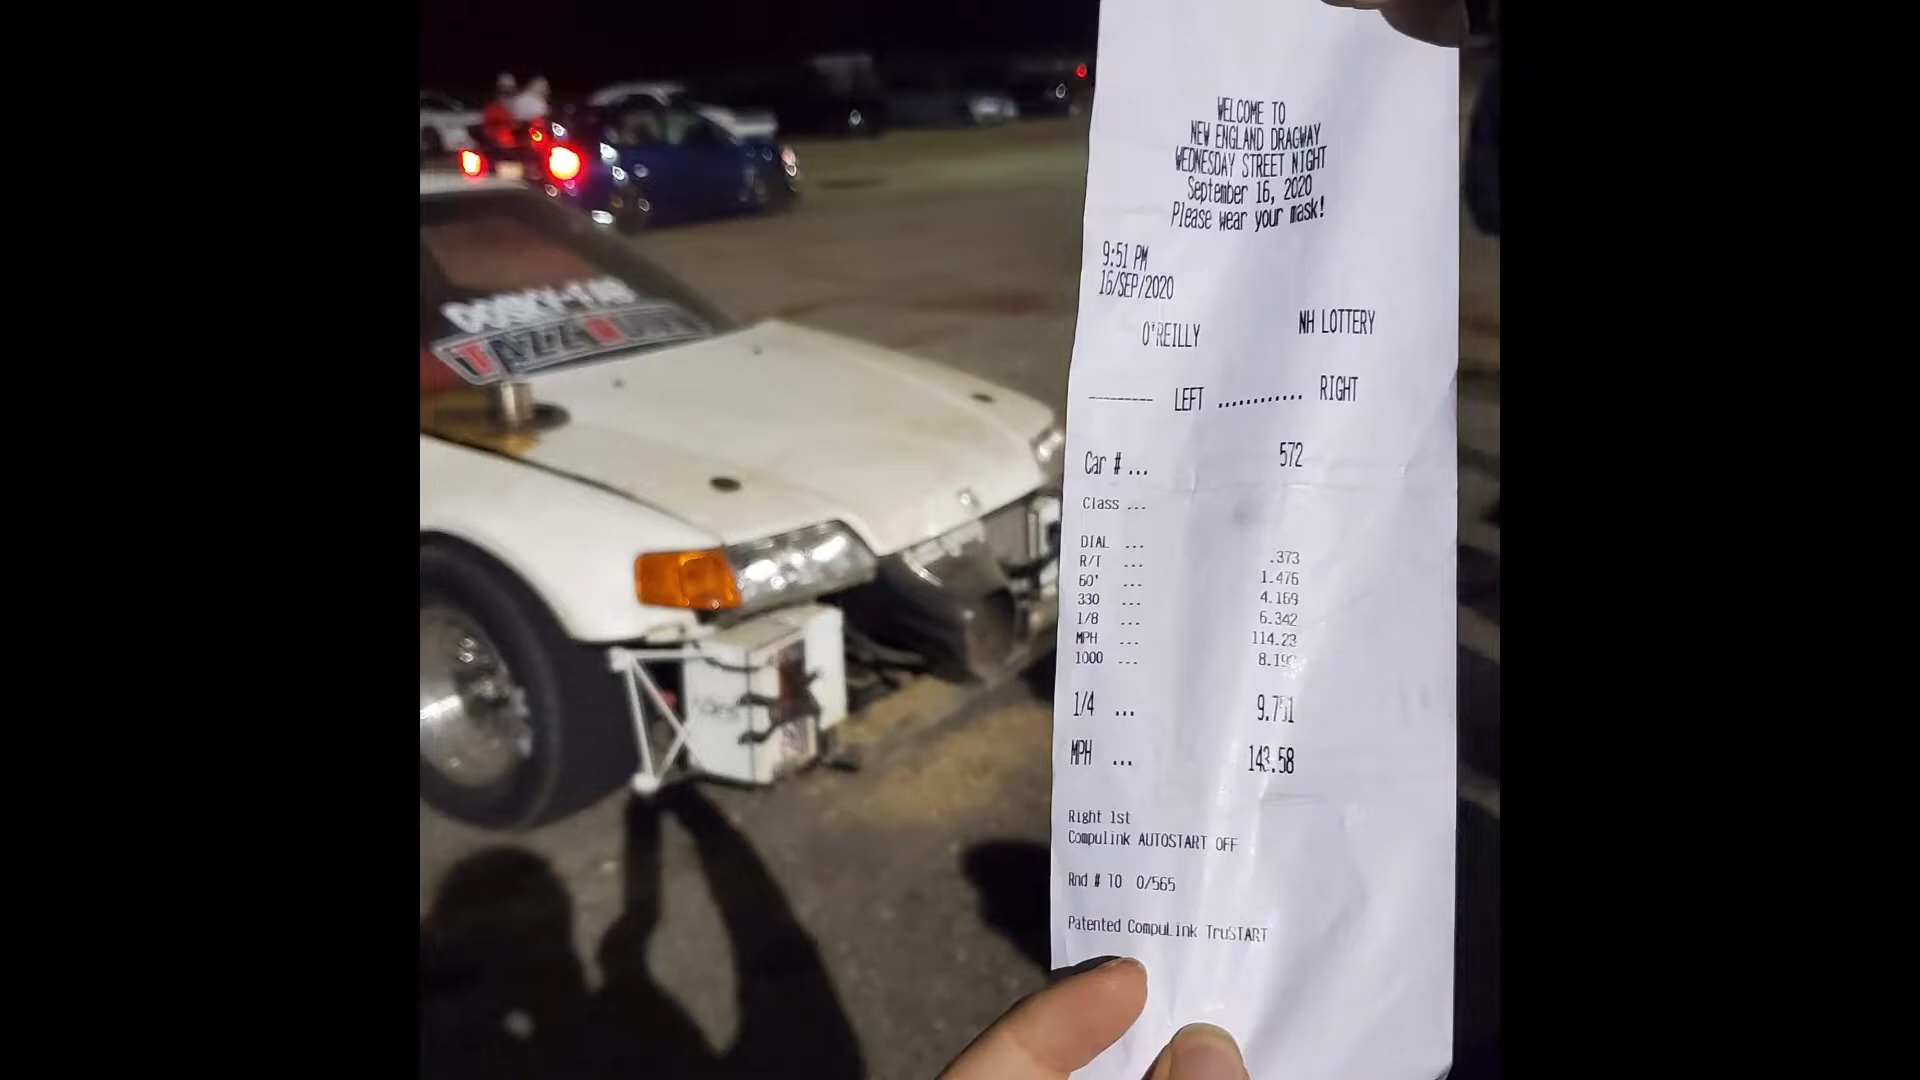 WELCOME TO
NEW ENGLAND DRAGWAY
WEDNESDAY STREET NIGHT
September 16, 2020
Please wear your mask!
9:51 PM
16/SEP/2020
O'REILLY NH LOTTERY
--------- LEFT ............ RIGHT
Car # ... 572
Class ...
DIAL ...
R/T ... .373
60' ... 1.476
330 ... 4.169
1/8 ... 6.342
MPH ... 114.23
1000 ...
1/4 ...
MPH ... 143.58
Right 1st
Compulink AUTOSTART OFF
Rnd # TO 0/565
Patented CompuLink TruSTART